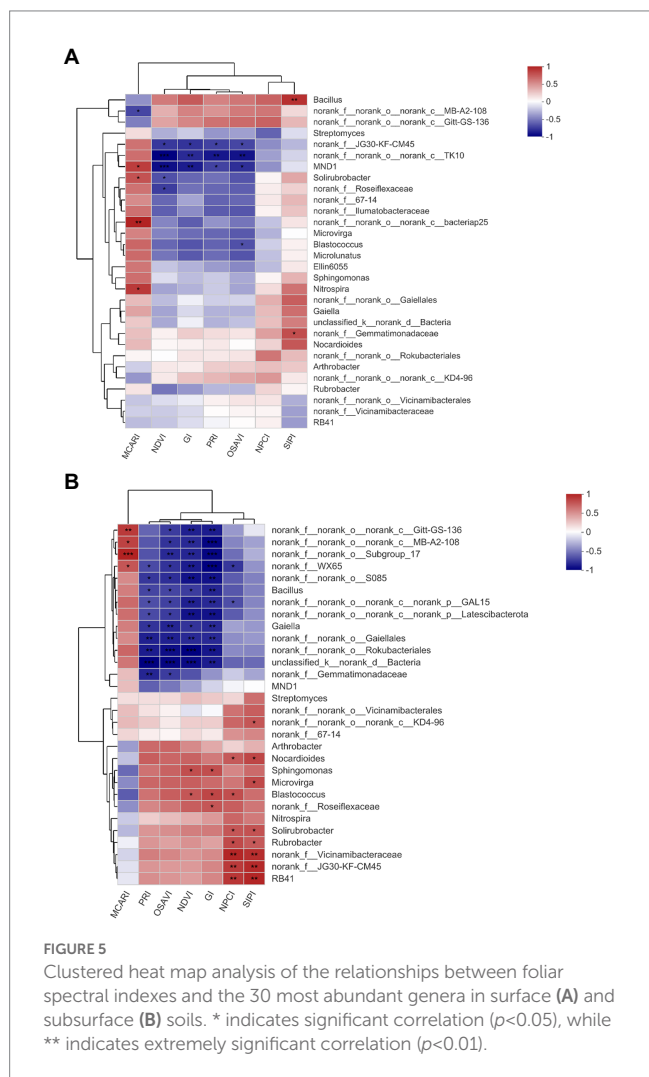 A
1
0.5
0
-0.5
-1
Bacillus **
norank_f__norank_o__norank_c__MB-A2-108 *
norank_f__norank_o__norank_c__Gitt-GS-136
Streptomyces
norank_f__JG30-KF-CM45 * * * *
norank_f__norank_o__norank_c__TK10
MND1
Solirubrobacter * *
norank_f__Roseiflexaceae *
norank_f__67-14
norank_f__Ilumatobacteraceae
norank_f__norank_o__norank_c__bacteriap25 **
Microvirga
Blastococcus *
Microlunatus
Ellin6055
Sphingomonas
Nitrospira *
norank_f__norank_o__Gaiellales
Gaiella
unclassified_k__norank_d__Bacteria
norank_f__Gemmatimonadaceae *
Nocardioides
norank_f__norank_o__Rokubacteriales
Arthrobacter
norank_f__norank_o__norank_c__KD4-96
Rubrobacter
norank_f__norank_o__Vicinamibacterales
norank_f__Vicinamibacteraceae
RB41
MCARI NDVI GI PRI OSAVI NPCI SIPI
B
1
0.5
0
-0.5
-1
norank_f__norank_o__norank_c__Gitt-GS-136
norank_f__norank_o__norank_c__MB-A2-108
norank_f__norank_o__Subgroup_17
norank_f__WX65
norank_f__norank_o__S085
Bacillus
norank_f__norank_o__norank_c__norank_p__GAL15
norank_f__norank_o__norank_c__norank_p__Latescibacterota
Gaiella
norank_f__norank_o__Gaiellales
norank_f__norank_o__Rokubacteriales
unclassified_k__norank_d__Bacteria
norank_f__Gemmatimonadaceae ** *
MND1
Streptomyces
norank_f__norank_o__Vicinamibacterales
norank_f__norank_o__norank_c__KD4-96 *
norank_f__67-14
Arthrobacter
Nocardioides * *
Sphingomonas * *
Microvirga *
Blastococcus * * *
norank_f__Roseiflexaceae *
Nitrospira
Solirubrobacter * *
Rubrobacter * *
norank_f__Vicinamibacteraceae ** **
norank_f__JG30-KF-CM45 ** **
RB41 ** **
MCARI PRI OSAVI NDVI GI NPCI SIPI
FIGURE 5
Clustered heat map analysis of the relationships between foliar
spectral indexes and the 30 most abundant genera in surface (A) and
subsurface (B) soils. * indicates significant correlation (p<0.05), while
** indicates extremely significant correlation (p<0.01).